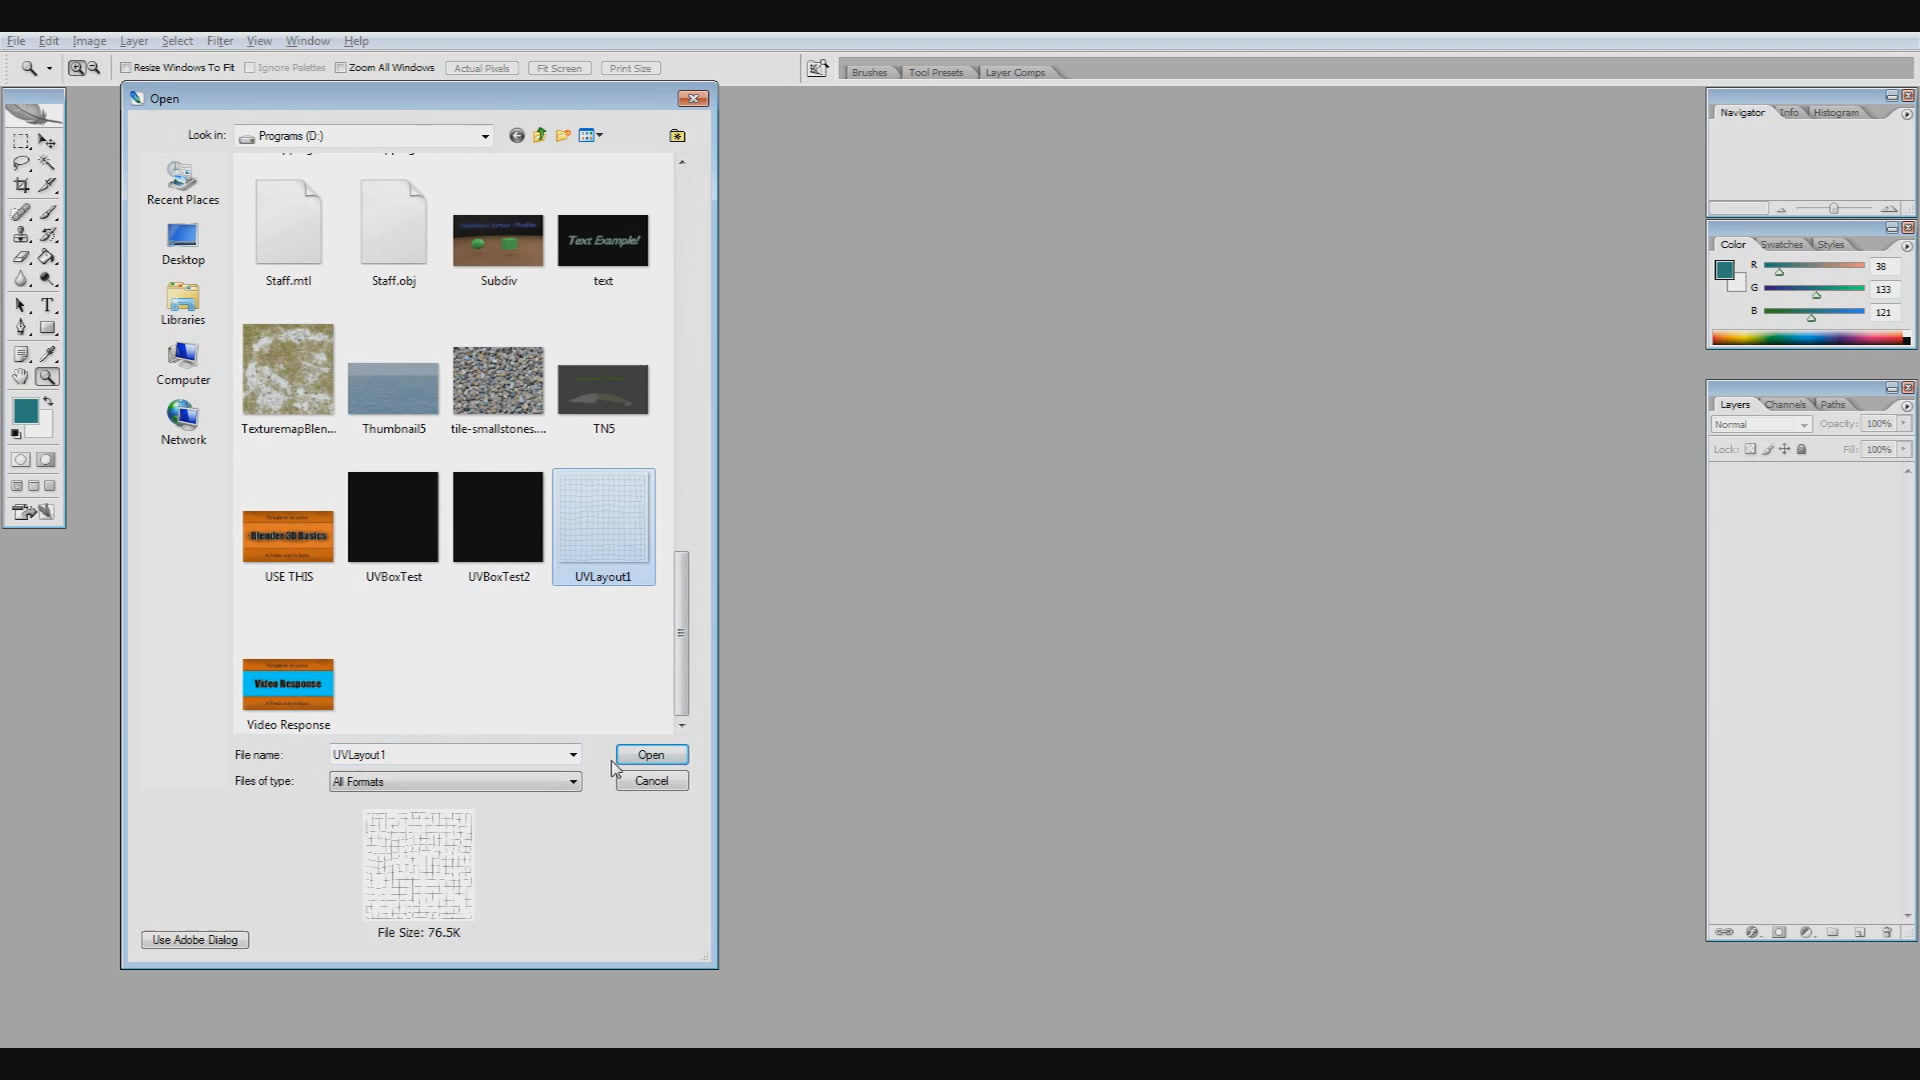 File Edit Image Layer Select Filter View Window Help
Resize Windows To Fit Ignore Palettes Zoom All Windows Actual Pixels Fit Screen Print Size
Brushes Tool Presets Layer Comps
Open
Look in: Programs (D:)
Recent Places
Desktop
Libraries
Computer
Network
Staff.mtl Staff.obj Subdiv text
Text Example!
TexturemapBlen... Thumbnail5 tile-smallstones.... TN5
Blender 3D Basics
USE THIS UVBoxTest UVBoxTest2 UVLayout1
Video Response
Video Response
File name: UVLayout1 Open
Files of type: All Formats Cancel
File Size: 76.5K
Use Adobe Dialog
Navigator Info Histogram
Color Swatches Styles
R 38
G 133
B 121
Layers Channels Paths
Normal Opacity: 100%
Lock: Fill: 100%